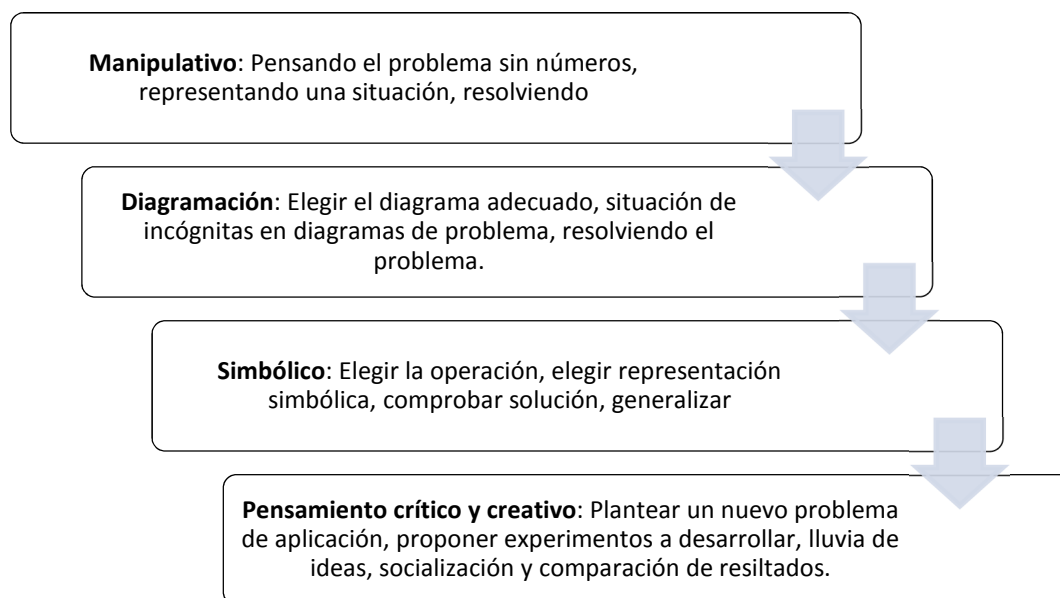 Manipulativo: Pensando el problema sin números,
representando una situación, resolviendo
Diagramación: Elegir el diagrama adecuado, situación de
incógnitas en diagramas de problema, resolviendo el
problema.
Simbólico: Elegir la operación, elegir representación
simbólica, comprobar solución, generalizar
Pensamiento crítico y creativo: Plantear un nuevo problema
de aplicación, proponer experimentos a desarrollar, lluvia de
ideas, socialización y comparación de resiltados.